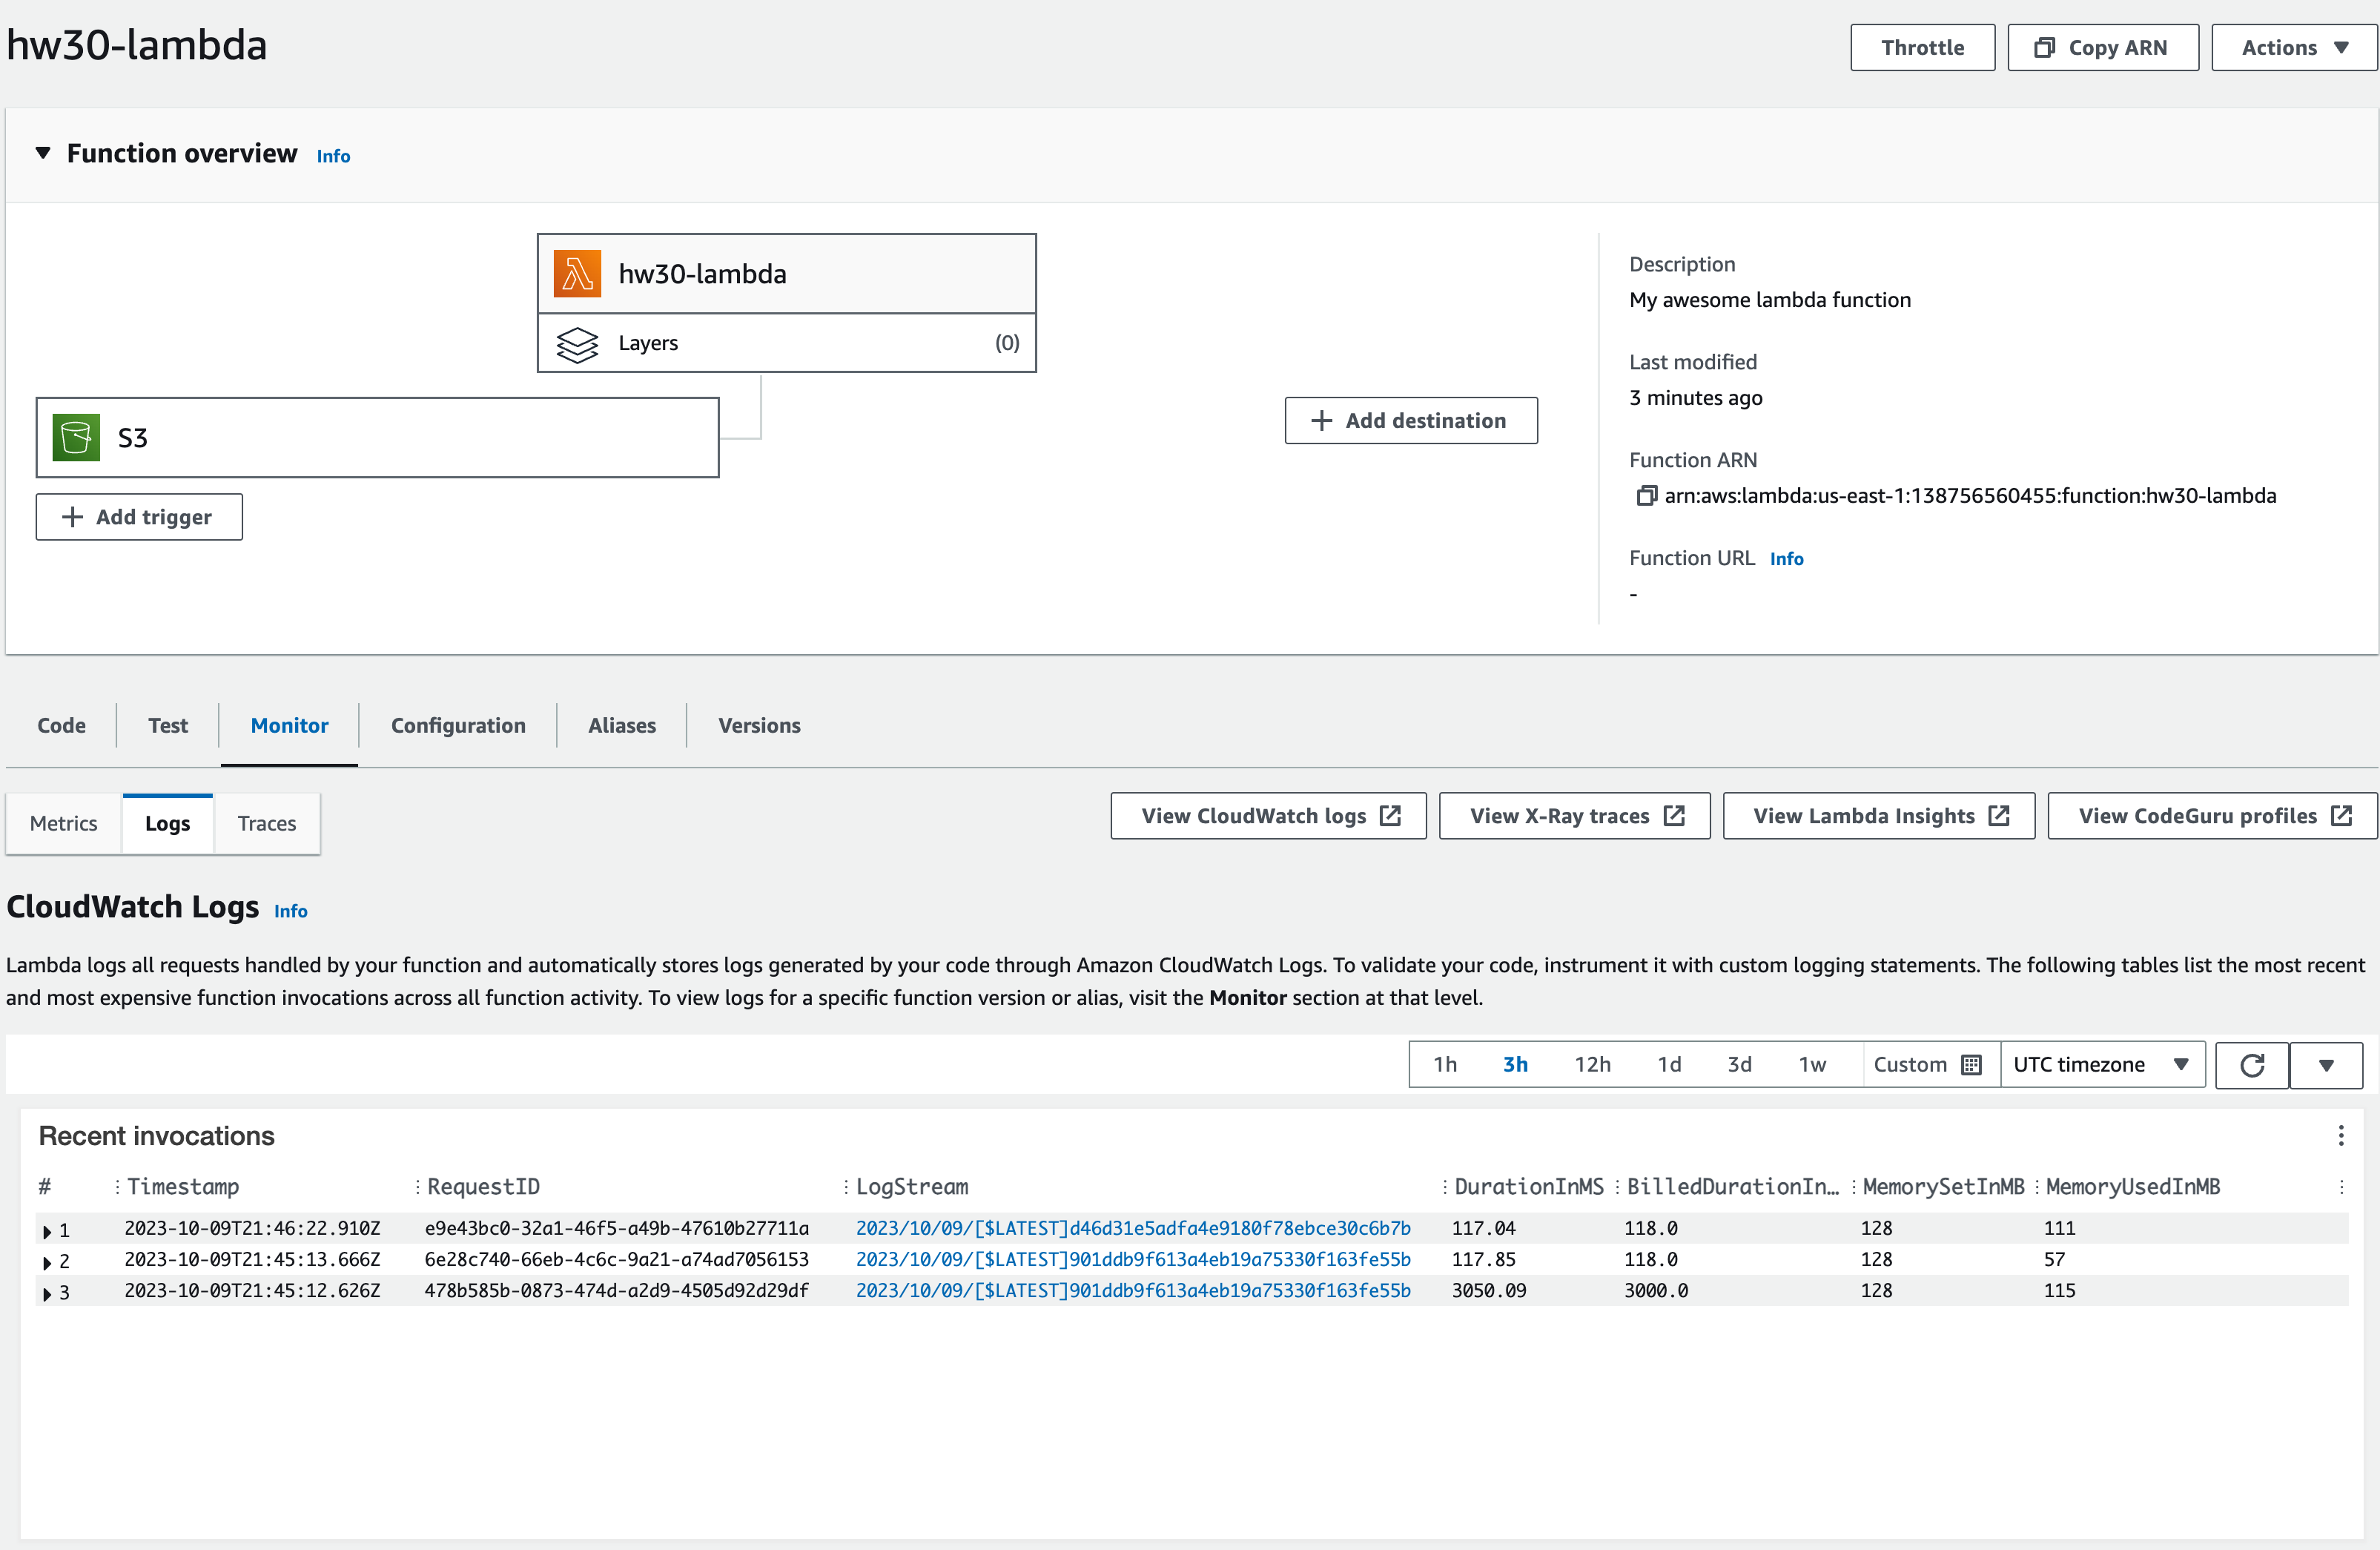 hw30-lambda
Throttle
Copy ARN
Actions
Function overview Info
hw30-lambda
Layers (0)
S3
Add trigger
Add destination
Description
My awesome lambda function
Last modified
3 minutes ago
Function ARN
arn:aws:lambda:us-east-1:138756560455:function:hw30-lambda
Function URL Info
-
Code Test Monitor Configuration Aliases Versions
Metrics Logs Traces
View CloudWatch logs View X-Ray traces View Lambda Insights View CodeGuru profiles
CloudWatch Logs Info
Lambda logs all requests handled by your function and automatically stores logs generated by your code through Amazon CloudWatch Logs. To validate your code, instrument it with custom logging statements. The following tables list the most recent
and most expensive function invocations across all function activity. To view logs for a specific function version or alias, visit the Monitor section at that level.
1h 3h 12h 1d 3d 1w Custom UTC timezone
Recent invocations
# Timestamp RequestID LogStream DurationInMS BilledDurationIn… MemorySetInMB MemoryUsedInMB
1 2023-10-09T21:46:22.910Z e9e43bc0-32a1-46f5-a49b-47610b27711a 2023/10/09/[$LATEST]d46d31e5adfa4e9180f78ebce30c6b7b 117.04 118.0 128 111
2 2023-10-09T21:45:13.666Z 6e28c740-66eb-4c6c-9a21-a74ad7056153 2023/10/09/[$LATEST]901ddb9f613a4eb19a75330f163fe55b 117.85 118.0 128 57
3 2023-10-09T21:45:12.626Z 478b585b-0873-474d-a2d9-4505d92d29df 2023/10/09/[$LATEST]901ddb9f613a4eb19a75330f163fe55b 3050.09 3000.0 128 115